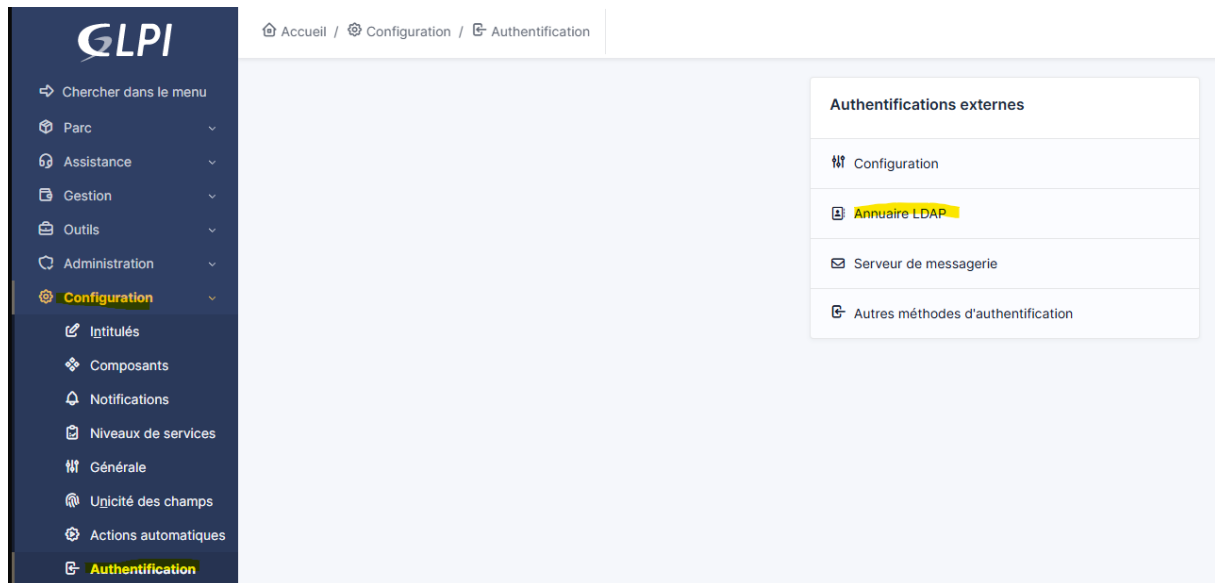 GLPI
Accueil / Configuration / Authentification
Chercher dans le menu
Parc
Assistance
Gestion
Outils
Administration
Configuration
Intitulés
Composants
Notifications
Niveaux de services
Générale
Unicité des champs
Actions automatiques
Authentification
Authentifications externes
Configuration
Annuaire LDAP
Serveur de messagerie
Autres méthodes d'authentification